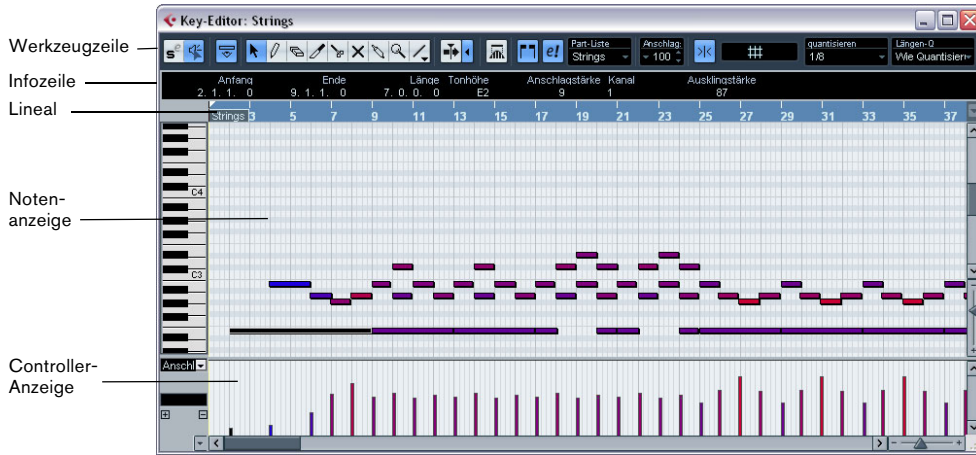 Key-Editor: Strings
Werkzeugzeile
s e
e!
Part-Liste
Strings
Anschlag:
100
quantisieren
1/8
Längen-Q
Wie Quantisier
Infozeile
Anfang Ende Länge Tonhöhe Anschlagstärke Kanal Ausklingstärke
2. 1. 1. 0 9. 1. 1. 0 7. 0. 0. 0 E2 9 1 87
Lineal
Strings 3 5 7 9 11 13 15 17 19 21 23 25 27 29 31 33 35 37
C4
Noten-
anzeige
C3
Controller-
Anzeige
Anschl